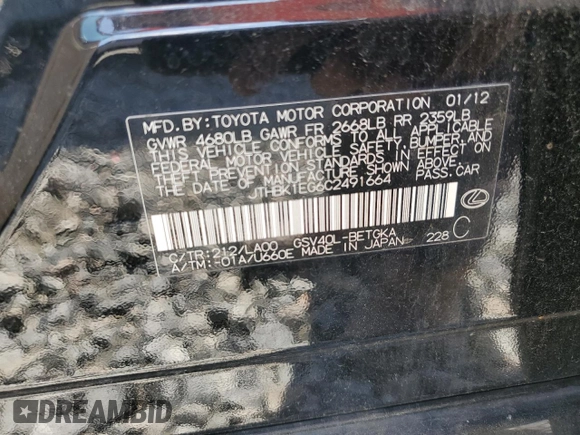 MFD.BY:TOYOTA MOTOR CORPORATION 01/12
GVWR 4680LB GAWR FR 2668LB RR 2359LB
THIS VEHICLE CONFORMS TO ALL APPLICABLE
FEDERAL MOTOR VEHICLE SAFETY, BUMPER, AND
THEFT PREVENTION STANDARDS IN EFFECT ON
THE DATE OF MANUFACTURE SHOWN ABOVE.
JTHBK1EG6C2491664 PASS.CAR
C/TR:212/LA00 GSV40L-BETGKA
A/TM:-01A/U660E MADE IN JAPAN 228 C
DREAMBID